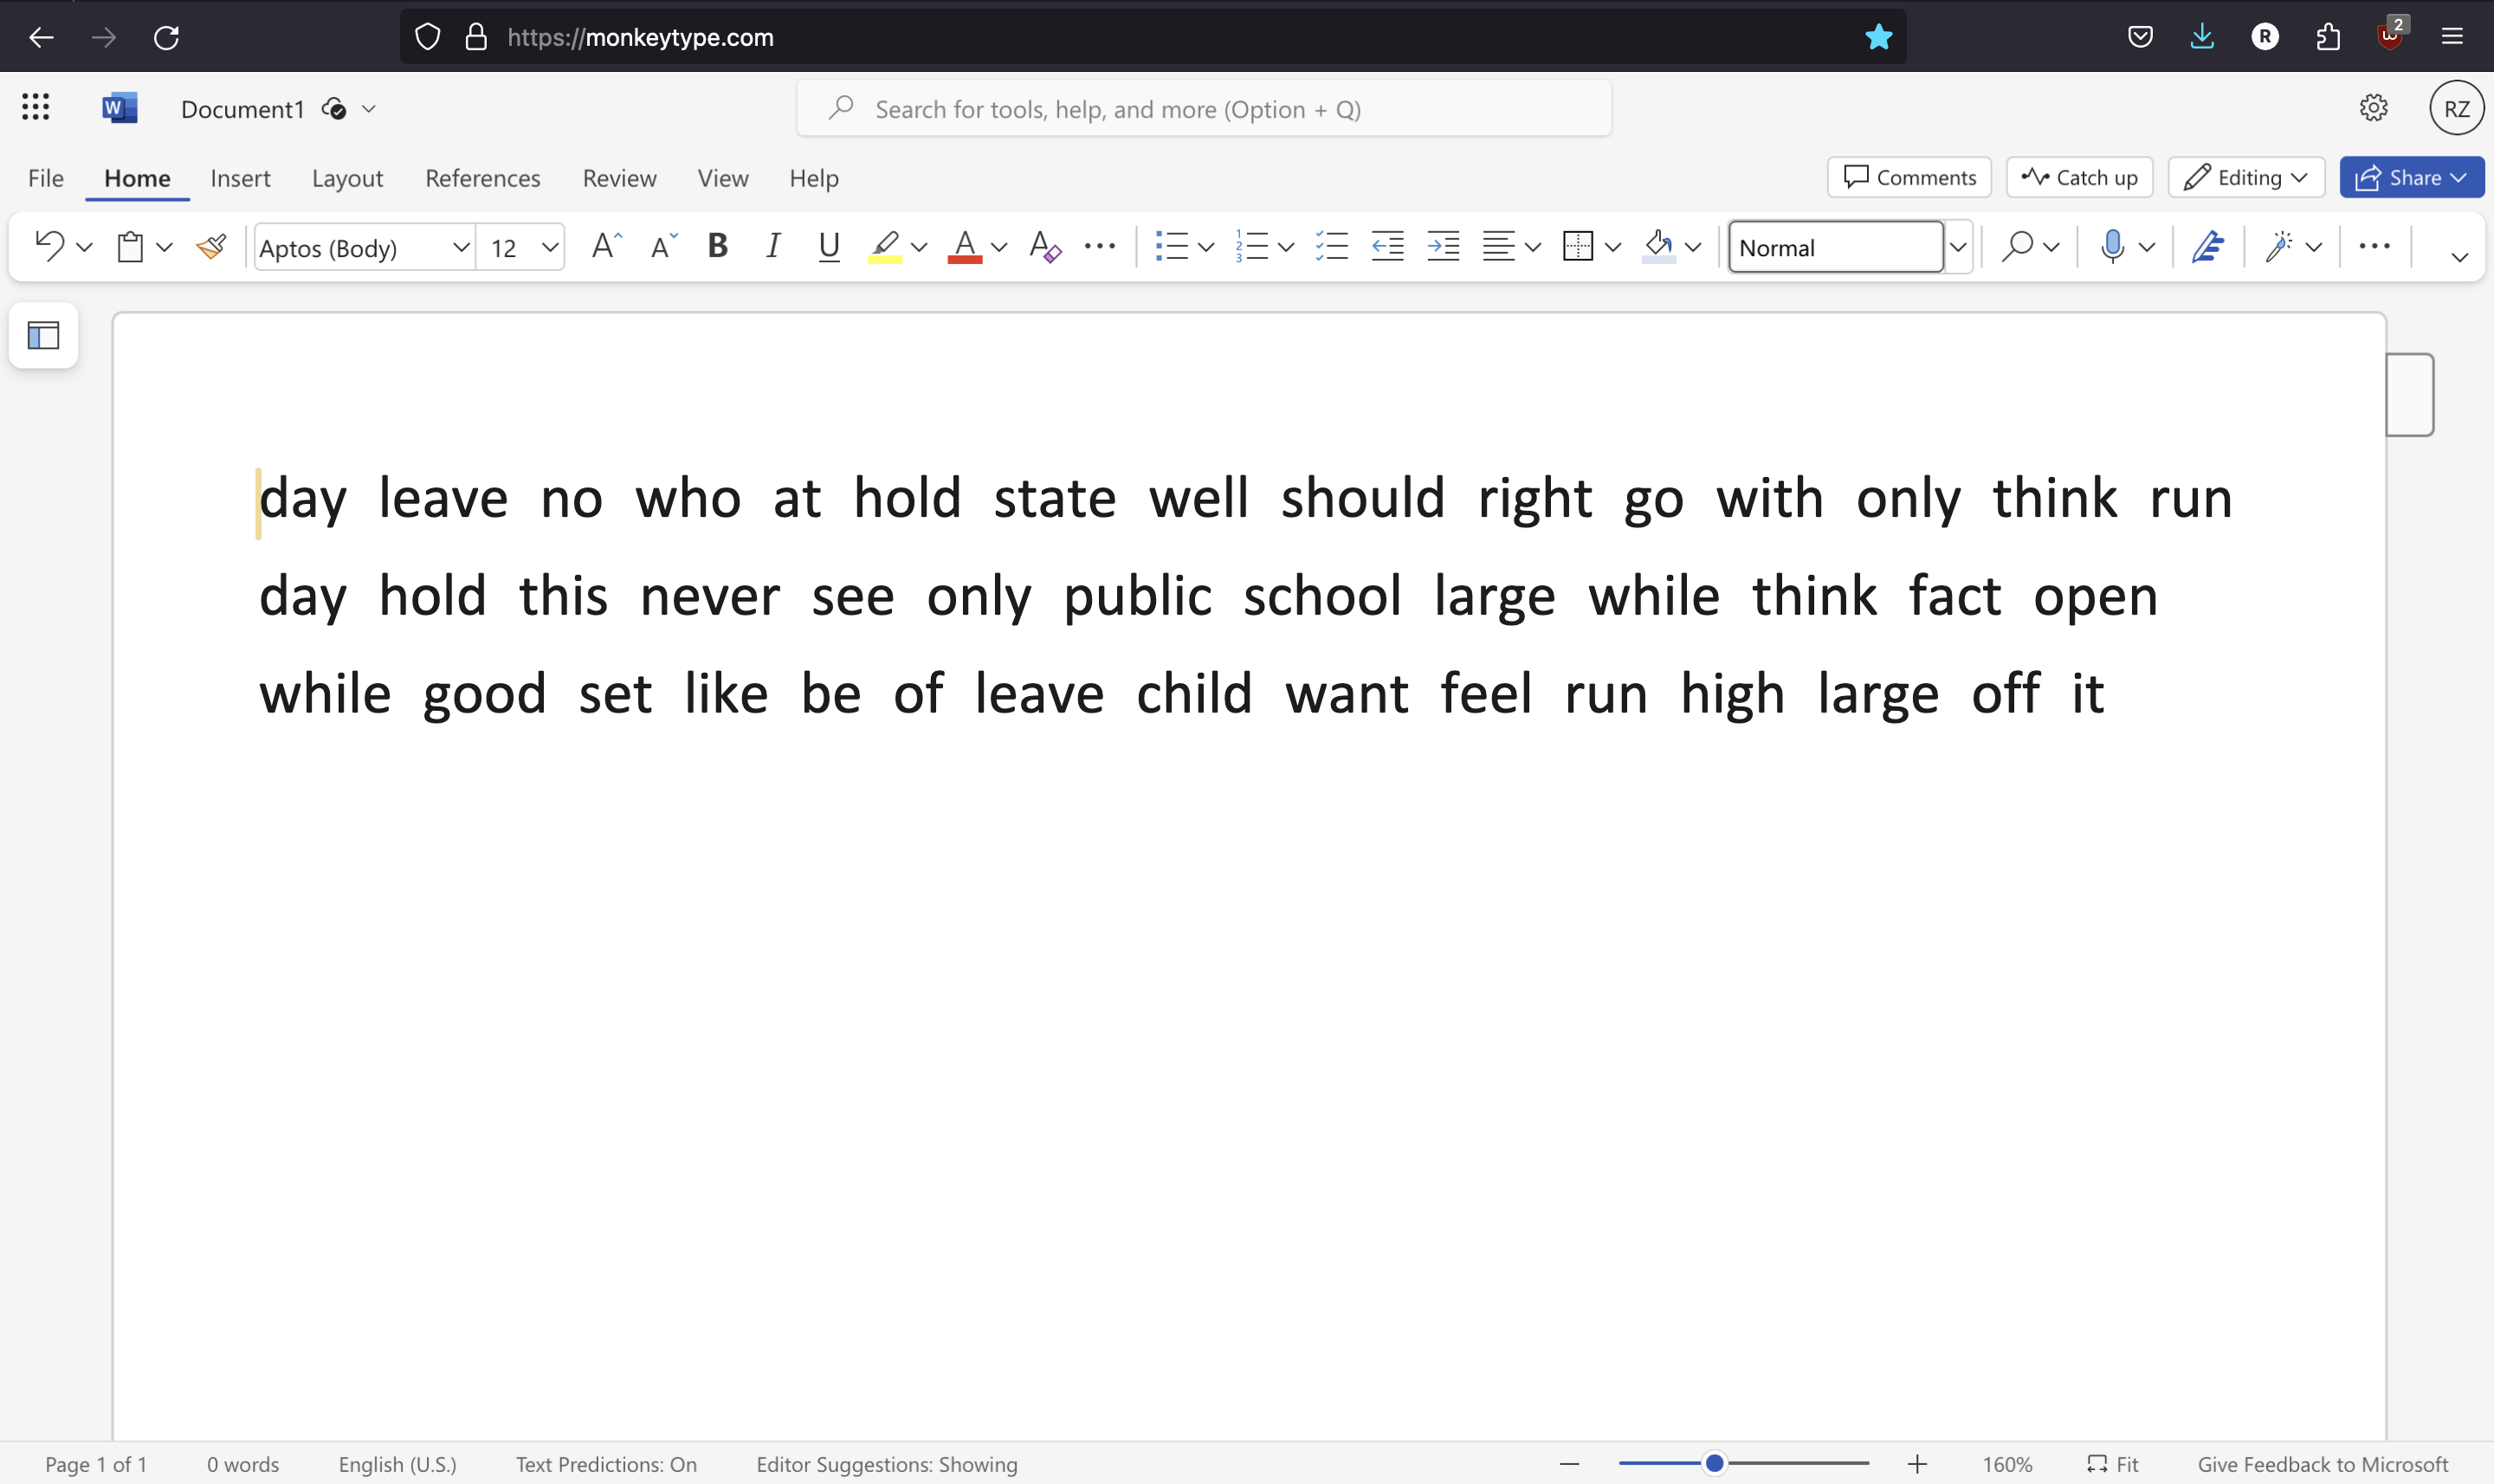 https://monkeytype.com
2
Document1
Search for tools, help, and more (Option + Q)
RZ
File Home Insert Layout References Review View Help
Comments Catch up Editing Share
Aptos (Body) 12 Normal
day leave no who at hold state well should right go with only think run
day hold this never see only public school large while think fact open
while good set like be of leave child want feel run high large off it
Page 1 of 1 0 words English (U.S.) Text Predictions: On Editor Suggestions: Showing 160% Fit Give Feedback to Microsoft